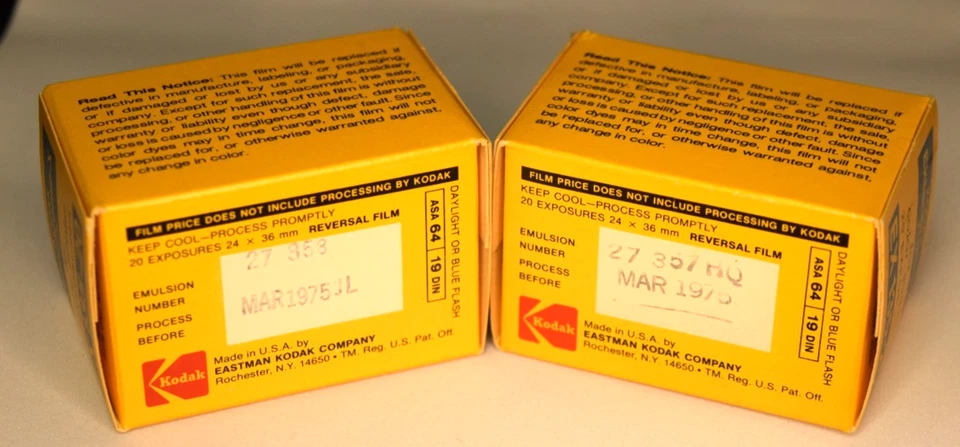 Read This Notice: This film will be replaced if
defective in manufacture, labeling, or packaging,
or if damaged or lost by us or any subsidiary
company. Except for such replacement, the sale,
processing, or other handling of this film is without
warranty or liability even though defect, damage
or loss is caused by negligence or other fault. Since
color dyes may, in time change, this film will not
be replaced for, or otherwise warranted against,
any change in color.
FILM PRICE DOES NOT INCLUDE PROCESSING BY KODAK
KEEP COOL—PROCESS PROMPTLY
20 EXPOSURES 24 × 36 mm REVERSAL FILM
EMULSION
NUMBER
27 353
PROCESS
BEFORE
MAR 1975 JL
ASA 64 19 DIN
DAYLIGHT OR BLUE FLASH
Kodak
Made in U.S.A. by
EASTMAN KODAK COMPANY
Rochester, N.Y. 14650 • TM. Reg. U.S. Pat. Off.
Read This Notice: This film will be replaced if
defective in manufacture, labeling, or packaging,
or if damaged or lost by us or any subsidiary
company. Except for such replacement, the sale,
processing, or other handling of this film is without
warranty or liability even though defect, damage
or loss is caused by negligence or other fault. Since
color dyes may in time change, this film will not
be replaced for, or otherwise warranted against,
any change in color.
FILM PRICE DOES NOT INCLUDE PROCESSING BY KODAK
KEEP COOL—PROCESS PROMPTLY
20 EXPOSURES 24 × 36 mm REVERSAL FILM
EMULSION
NUMBER
27 357 HQ
PROCESS
BEFORE
MAR 1975
ASA 64 19 DIN
DAYLIGHT OR BLUE FLASH
Kodak
Made in U.S.A. by
EASTMAN KODAK COMPANY
Rochester, N.Y. 14650 • TM. Reg. U.S. Pat. Off.